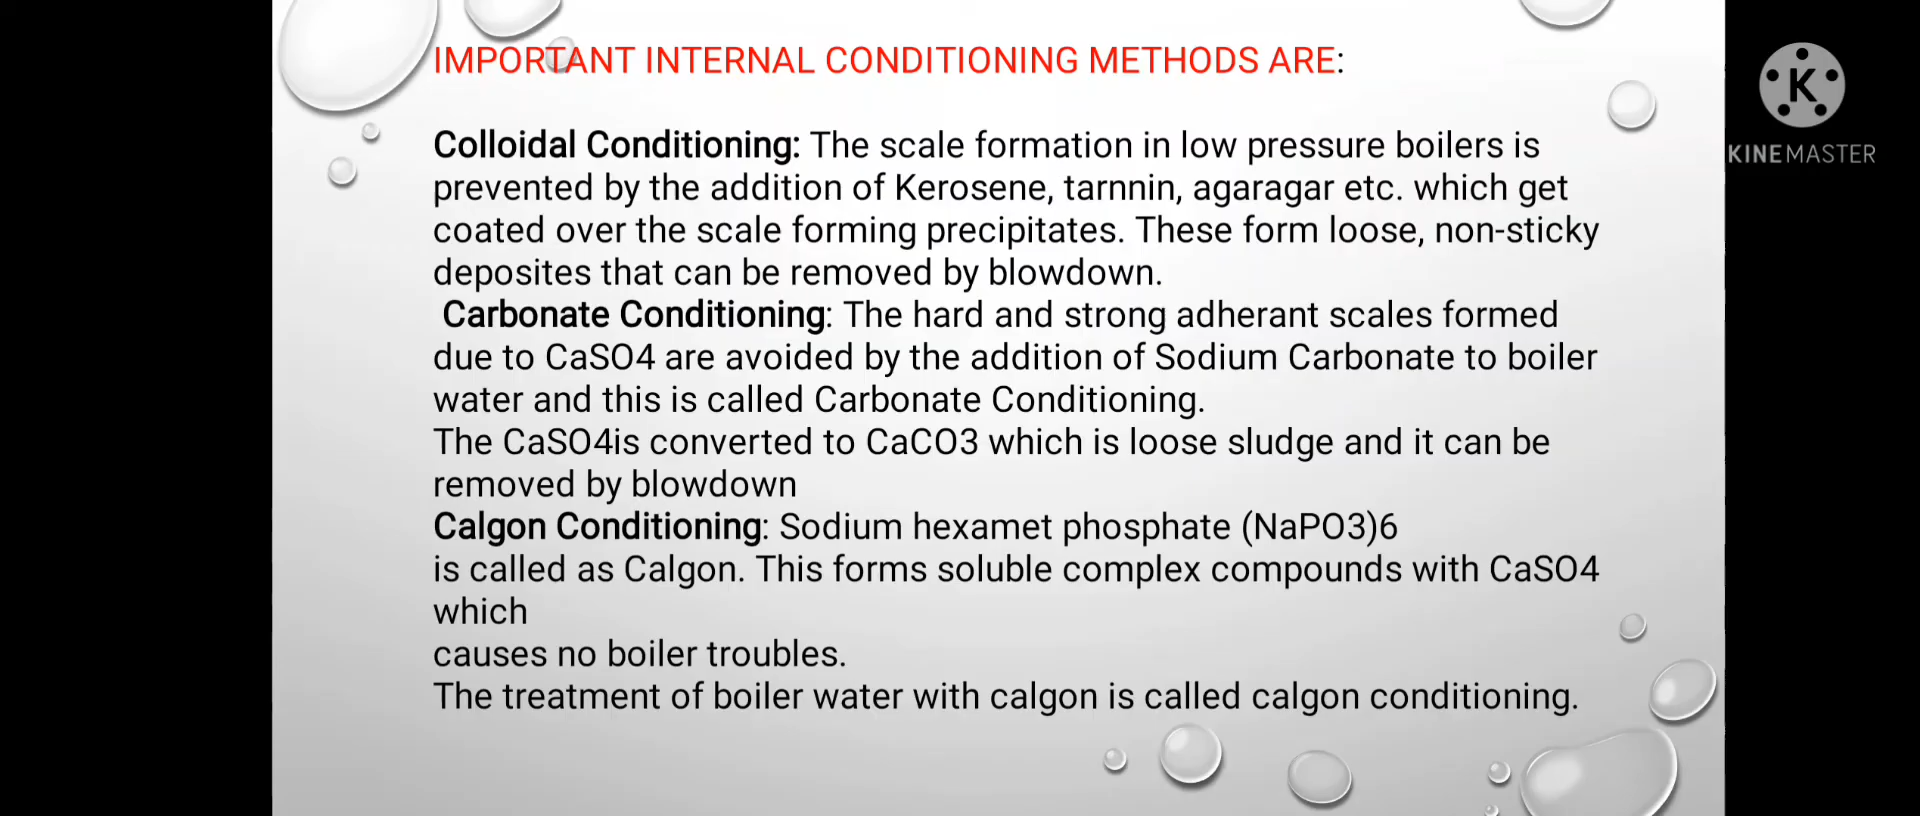 IMPORTANT INTERNAL CONDITIONING METHODS ARE:
Colloidal Conditioning: The scale formation in low pressure boilers is
prevented by the addition of Kerosene, tarnnin, agaragar etc. which get
coated over the scale forming precipitates. These form loose, non-sticky
deposites that can be removed by blowdown.
Carbonate Conditioning: The hard and strong adherant scales formed
due to CaSO4 are avoided by the addition of Sodium Carbonate to boiler
water and this is called Carbonate Conditioning.
The CaSO4is converted to CaCO3 which is loose sludge and it can be
removed by blowdown
Calgon Conditioning: Sodium hexamet phosphate (NaPO3)6
is called as Calgon. This forms soluble complex compounds with CaSO4
which
causes no boiler troubles.
The treatment of boiler water with calgon is called calgon conditioning.
K
KINEMASTER